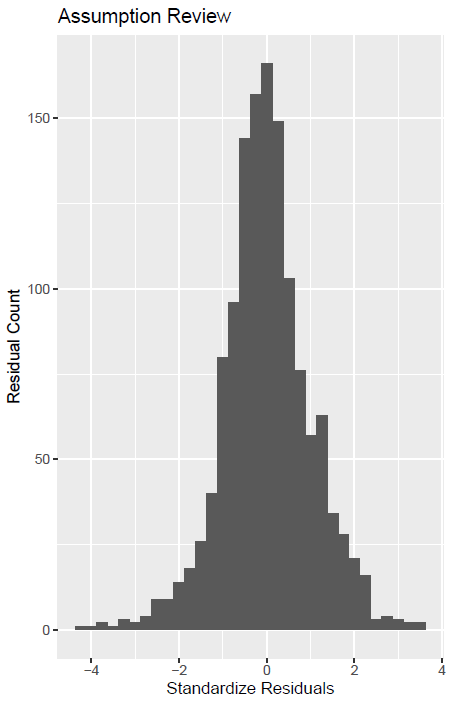 Assumption Review
150
100
50
0
−4 −2 0 2 4
Residual Count
Standardize Residuals